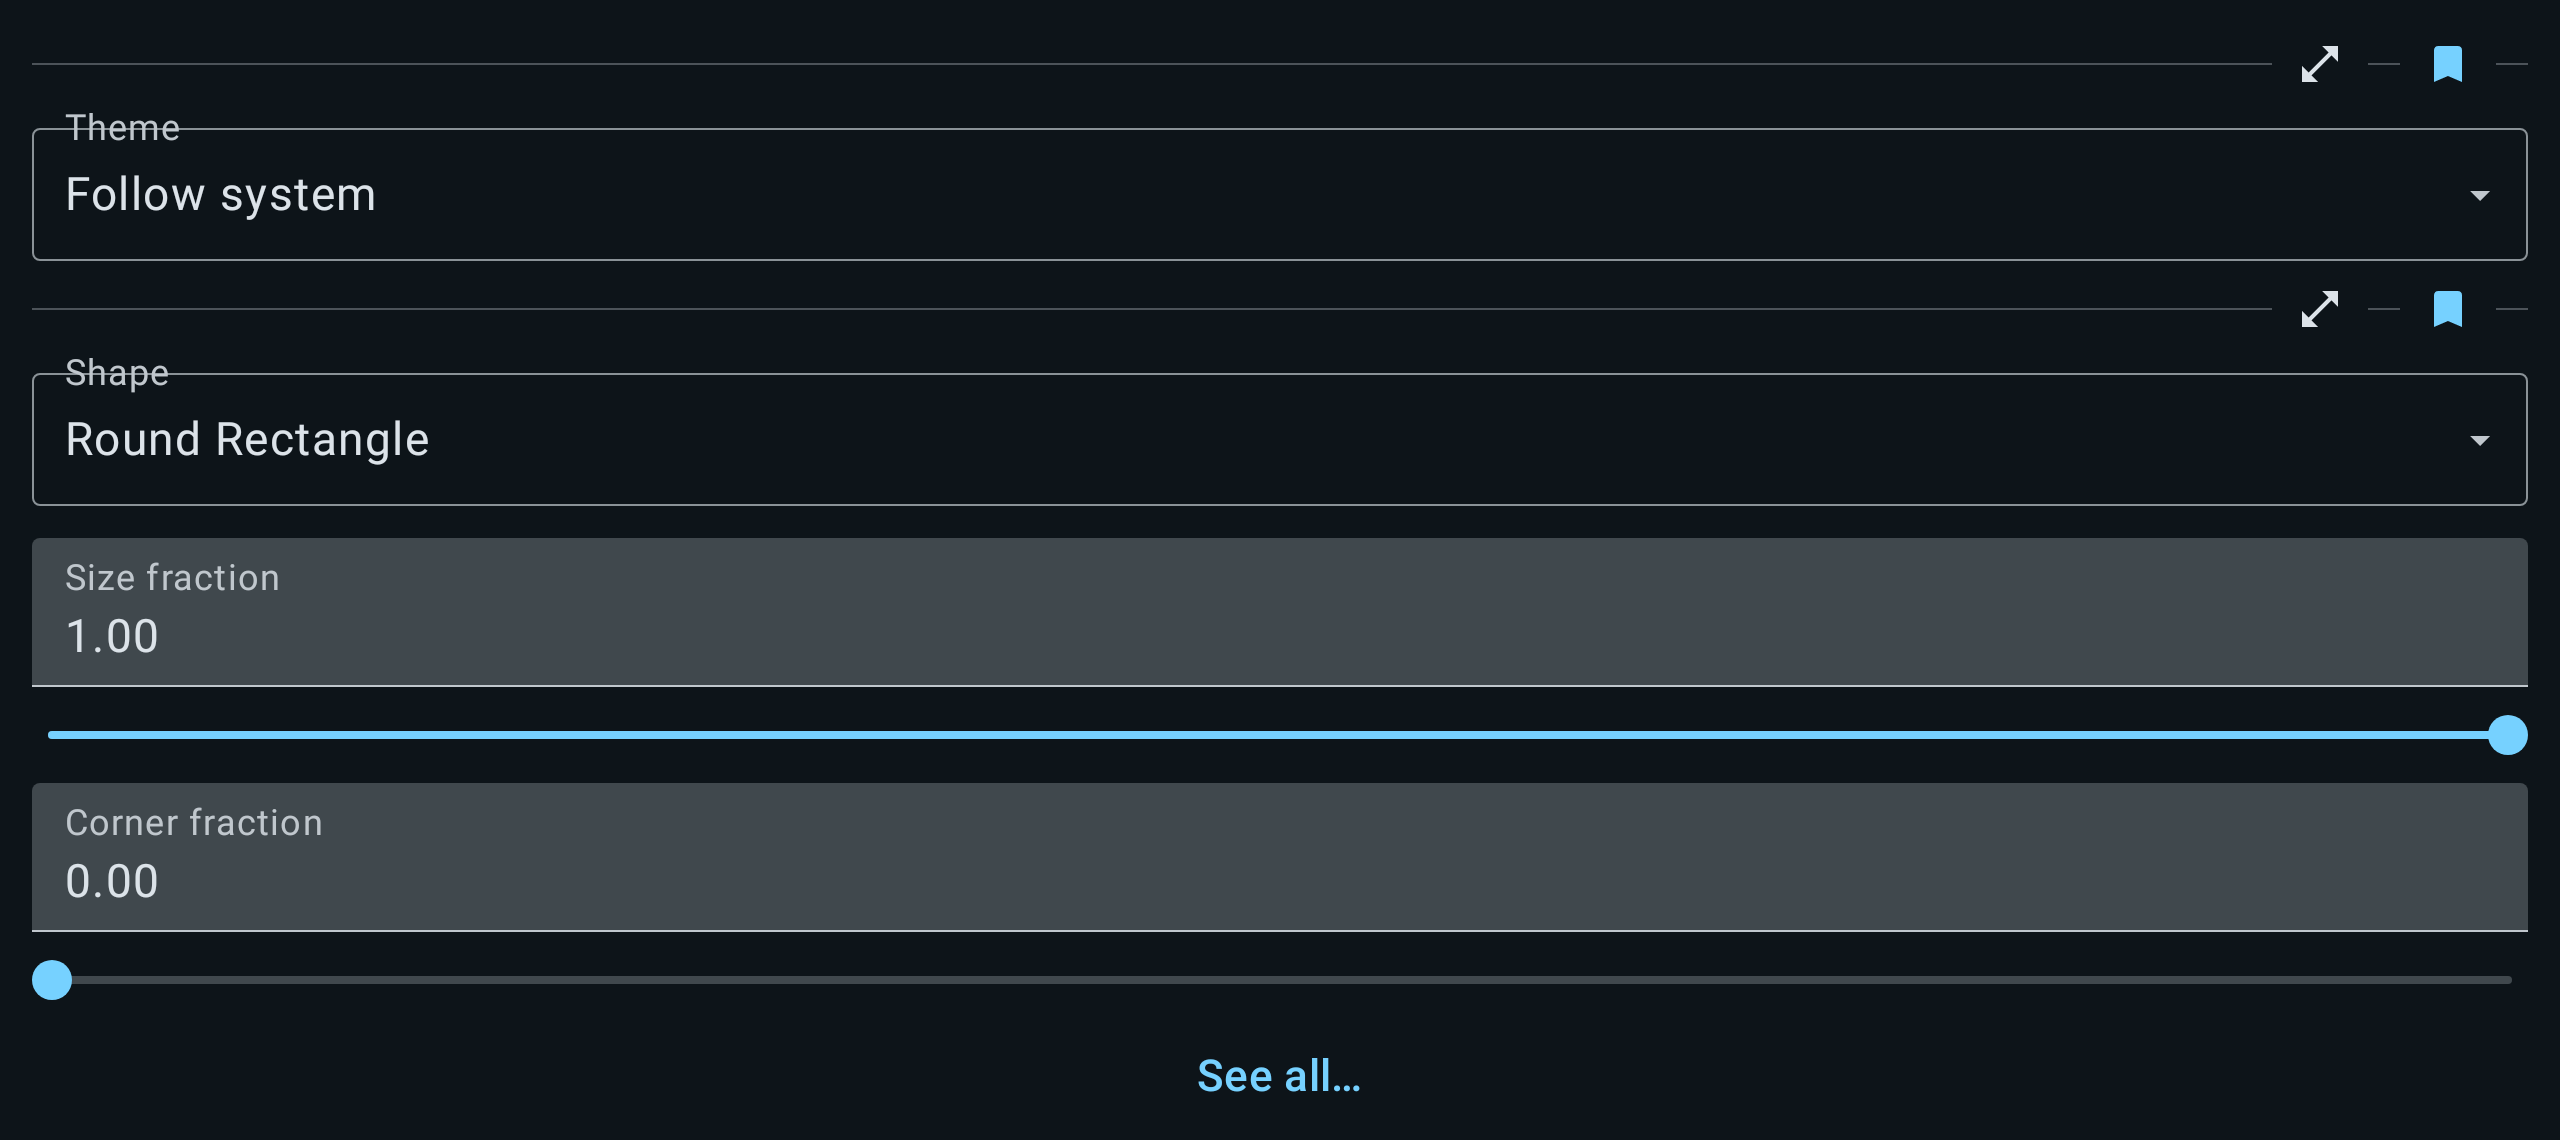 Theme
Follow system
Shape
Round Rectangle
Size fraction
1.00
Corner fraction
0.00
See all…